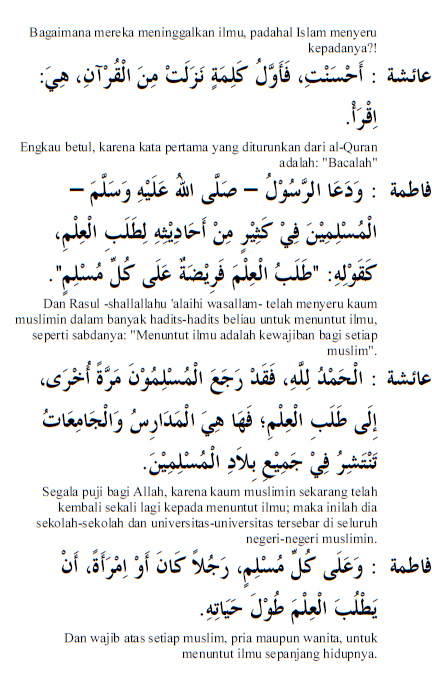 Bagaimana mereka meninggalkan ilmu, padahal Islam menyeru
kepadanya?!
عائشة : أَحْسَنْتِ، فَأَوَّلُ كَلِمَةٍ نَزَلَتْ مِنَ الْقُرْآنِ، هِيَ:
اِقْرَأْ.
Engkau betul, karena kata pertama yang diturunkan dari al-Quran
adalah: "Bacalah"
فاطمة : وَدَعَا الرَّسُوْلُ – صَلَّى اللهُ عَلَيْهِ وَسَلَّمَ –
الْمُسْلِمِيْنَ فِيْ كَثِيْرٍ مِنْ أَحَادِيْثِهِ لِطَلَبِ الْعِلْمِ،
كَقَوْلِهِ: "طَلَبُ الْعِلْمِ فَرِيْضَةٌ عَلَى كُلِّ مُسْلِمٍ".
Dan Rasul -shallallahu 'alaihi wasallam- telah menyeru kaum
muslimin dalam banyak hadits-hadits beliau untuk menuntut ilmu,
seperti sabdanya: "Menuntut ilmu adalah kewajiban bagi setiap
muslim".
عائشة : الْحَمْدُ لِلَّهِ، فَقَدْ رَجَعَ الْمُسْلِمُوْنَ مَرَّةً أُخْرَى،
إِلَى طَلَبِ الْعِلْمِ؛ فَهَا هِيَ الْمَدَارِسُ وَالْجَامِعَاتُ
تَنْتَشِرُ فِيْ جَمِيْعِ بِلاَدِ الْمُسْلِمِيْنَ.
Segala puji bagi Allah, karena kaum muslimin sekarang telah
kembali sekali lagi kepada menuntut ilmu; maka inilah dia
sekolah-sekolah dan universitas-universitas tersebar di seluruh
negeri-negeri muslimin.
فاطمة : وَعَلَى كُلِّ مُسْلِمٍ، رَجُلاً كَانَ أَوْ اِمْرَأَةً، أَنْ
يَطْلُبَ الْعِلْمَ طُوْلَ حَيَاتِهِ.
Dan wajib atas setiap muslim, pria maupun wanita, untuk
menuntut ilmu sepanjang hidupnya.